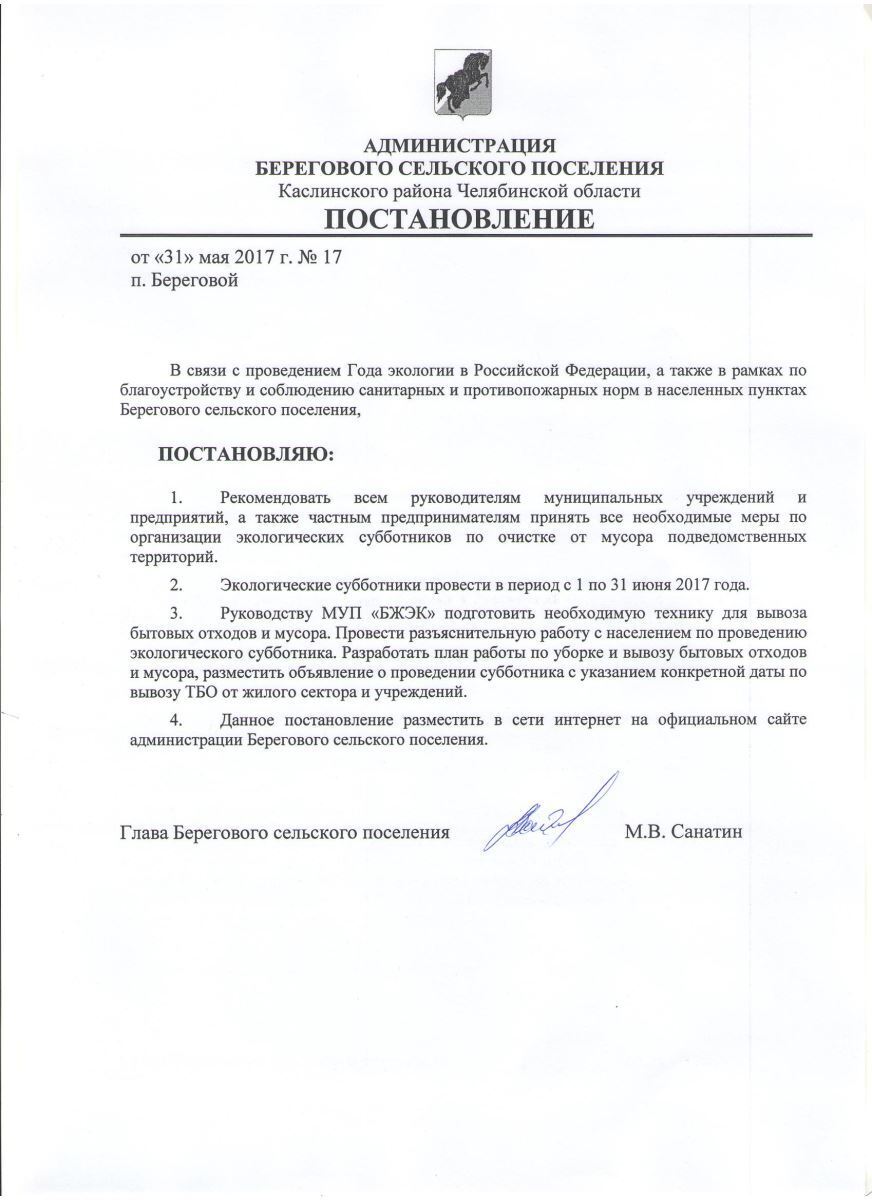 АДМИНИСТРАЦИЯ
БЕРЕГОВОГО СЕЛЬСКОГО ПОСЕЛЕНИЯ
Каслинского района Челябинской области
ПОСТАНОВЛЕНИЕ
от «31» мая 2017 г. № 17
п. Береговой
В связи с проведением Года экологии в Российской Федерации, а также в рамках по
благоустройству и соблюдению санитарных и противопожарных норм в населенных пунктах
Берегового сельского поселения,
ПОСТАНОВЛЯЮ:
1. Рекомендовать всем руководителям муниципальных учреждений и
предприятий, а также частным предпринимателям принять все необходимые меры по
организации экологических субботников по очистке от мусора подведомственных
территорий.
2. Экологические субботники провести в период с 1 по 31 июня 2017 года.
3. Руководству МУП «БЖЭК» подготовить необходимую технику для вывоза
бытовых отходов и мусора. Провести разъяснительную работу с населением по проведению
экологического субботника. Разработать план работы по уборке и вывозу бытовых отходов
и мусора, разместить объявление о проведении субботника с указанием конкретной даты по
вывозу ТБО от жилого сектора и учреждений.
4. Данное постановление разместить в сети интернет на официальном сайте
администрации Берегового сельского поселения.
Глава Берегового сельского поселения М.В. Санатин